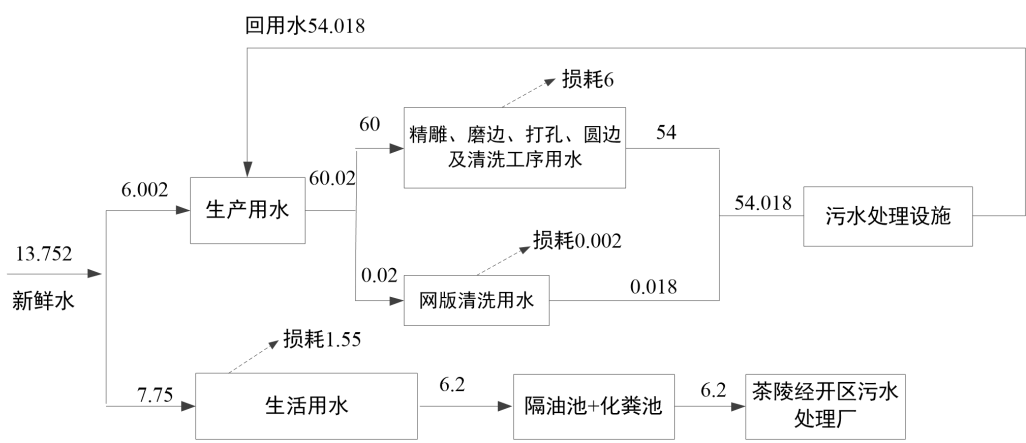 回用水54.018
损耗6
60
精雕、磨边、打孔、圆边
及清洗工序用水
54
6.002
生产用水
60.02
54.018
污水处理设施
13.752
新鲜水
损耗0.002
0.02
网版清洗用水
0.018
损耗1.55
7.75
生活用水
6.2
隔油池+化粪池
6.2
茶陵经开区污水
处理厂